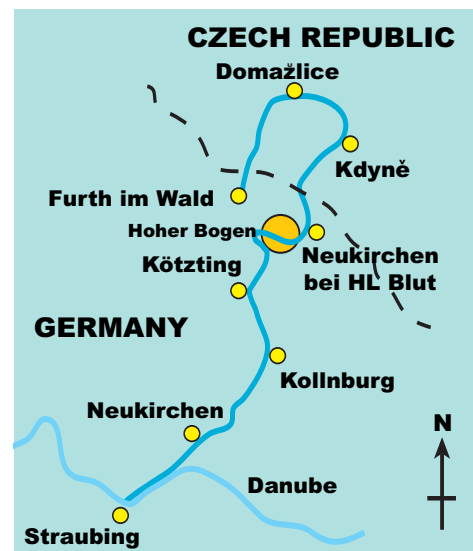 CZECH REPUBLIC
Domažlice
Kdyně
Furth im Wald
Hoher Bogen
Neukirchen
bei HL Blut
Kötzting
GERMANY
Kollnburg
Neukirchen
N
Danube
Straubing